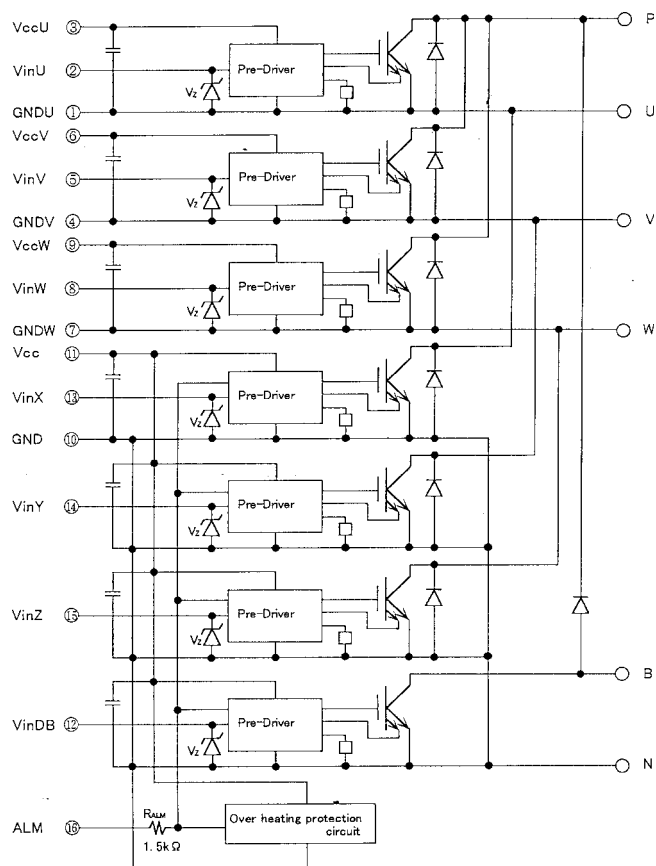 VccU ③ P
VinU ② Pre-Driver
Vz
GNDU ① U
VccV ⑥
VinV ⑤ Pre-Driver
Vz
GNDV ④ V
VccW ⑨
VinW ⑧ Pre-Driver
Vz
GNDW ⑦ W
Vcc ⑪
VinX ⑬ Pre-Driver
Vz
GND ⑩
VinY ⑭ Pre-Driver
Vz
VinZ ⑮ Pre-Driver
Vz
B
VinDB ⑫ Pre-Driver
Vz
N
RALM
ALM ⑯ Over heating protection
circuit
1.5kΩ